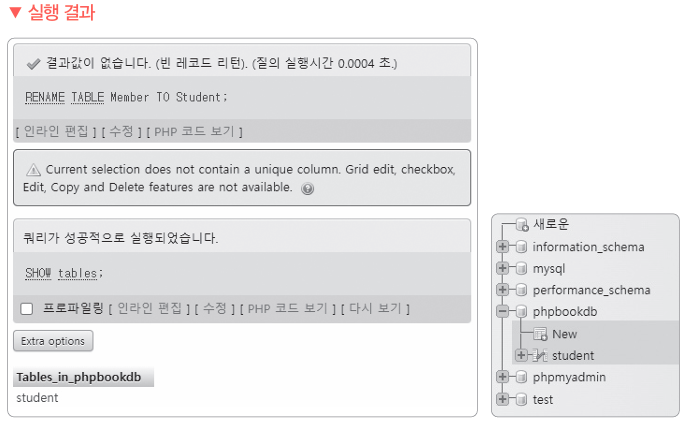 ▼ 실행 결과
결과값이 없습니다. (빈 레코드 리턴). (질의 실행시간 0.0004 초.)
RENAME TABLE Member TO Student;
[ 인라인 편집 ] [ 수정 ] [ PHP 코드 보기 ]
Current selection does not contain a unique column. Grid edit, checkbox,
Edit, Copy and Delete features are not available.
쿼리가 성공적으로 실행되었습니다.
SHOW tables;
프로파일링 [ 인라인 편집 ] [ 수정 ] [ PHP 코드 보기 ] [ 다시 보기 ]
Extra options
Tables_in_phpbookdb
student
새로운
information_schema
mysql
performance_schema
phpbookdb
New
student
phpmyadmin
test